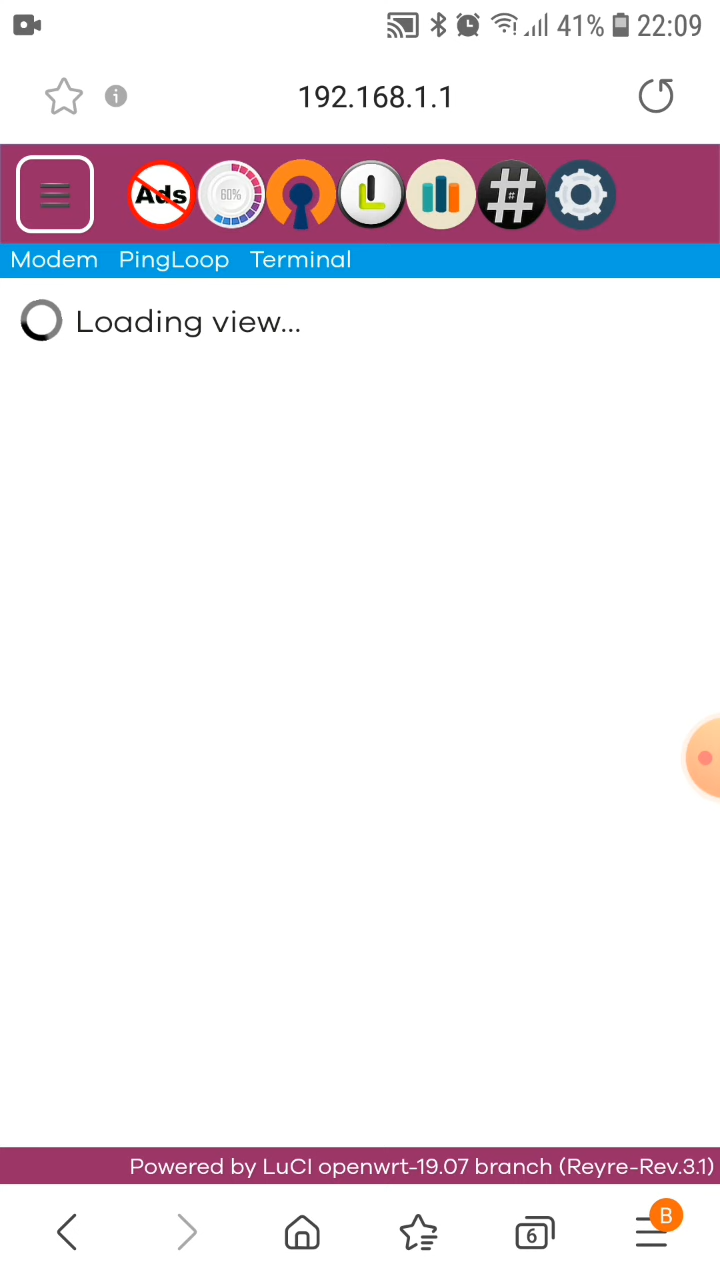 41% 22:09
192.168.1.1
Ads 60% #
Modem PingLoop Terminal
Loading view...
Powered by LuCI openwrt-19.07 branch (Reyre-Rev.3.1)
6 B